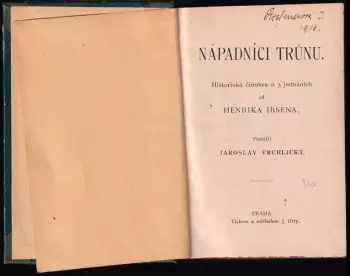 1916.
NÁPADNÍCI TRŮNU.
Historická činohra o 5 jednáních
od
HENRIKA IBSENA.
Přeložil
JAROSLAV VRCHLICKÝ.
PRAHA
Tiskem a nákladem J. Otty.